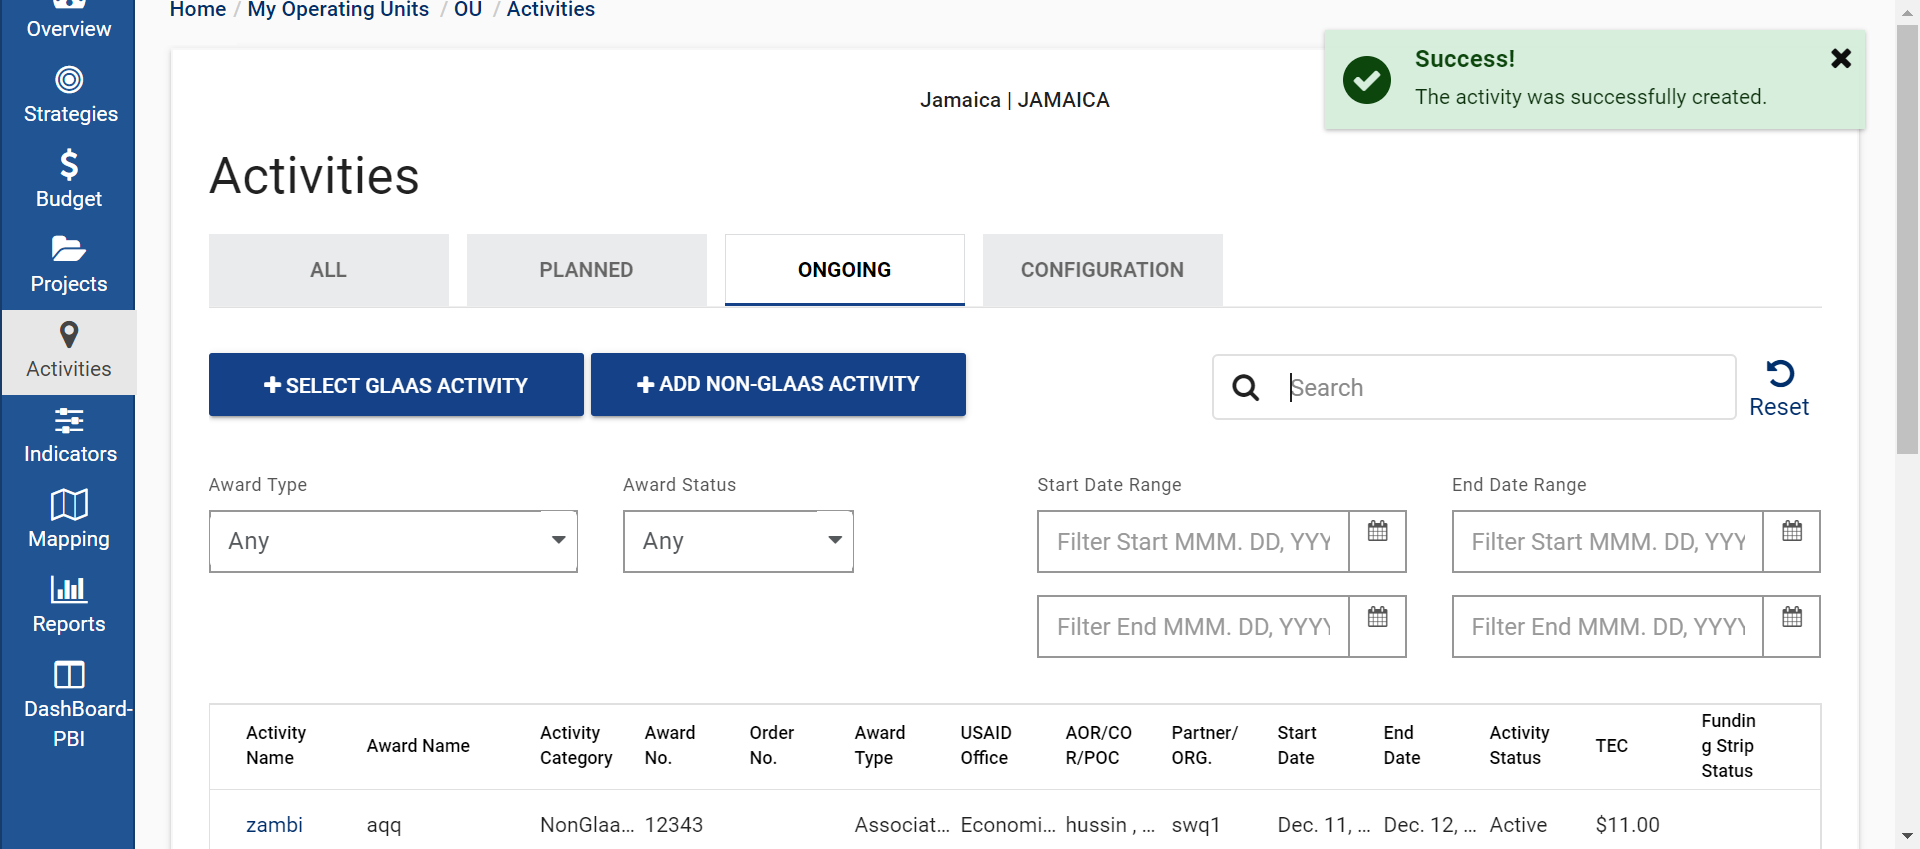 Home / My Operating Units / OU / Activities
Success!
The activity was successfully created.
Overview
Strategies
Budget
Projects
Activities
Indicators
Mapping
Reports
DashBoard-
PBI
Jamaica | JAMAICA
Activities
ALL
PLANNED
ONGOING
CONFIGURATION
SELECT GLAAS ACTIVITY
ADD NON-GLAAS ACTIVITY
Search
Reset
Award Type
Award Status
Start Date Range
End Date Range
Any
Any
Filter Start MMM. DD, YYY
Filter Start MMM. DD, YYY
Filter End MMM. DD, YYYY
Filter End MMM. DD, YYYY
Activity
Name
Award Name
Activity
Category
Award
No.
Order
No.
Award
Type
USAID
Office
AOR/CO
R/POC
Partner/
ORG.
Start
Date
End
Date
Activity
Status
TEC
Fundin
g Strip
Status
zambi
aqq
NonGlaa...
12343
Associat...
Economi...
hussin , ...
swq1
Dec. 11, ...
Dec. 12, ...
Active
$11.00